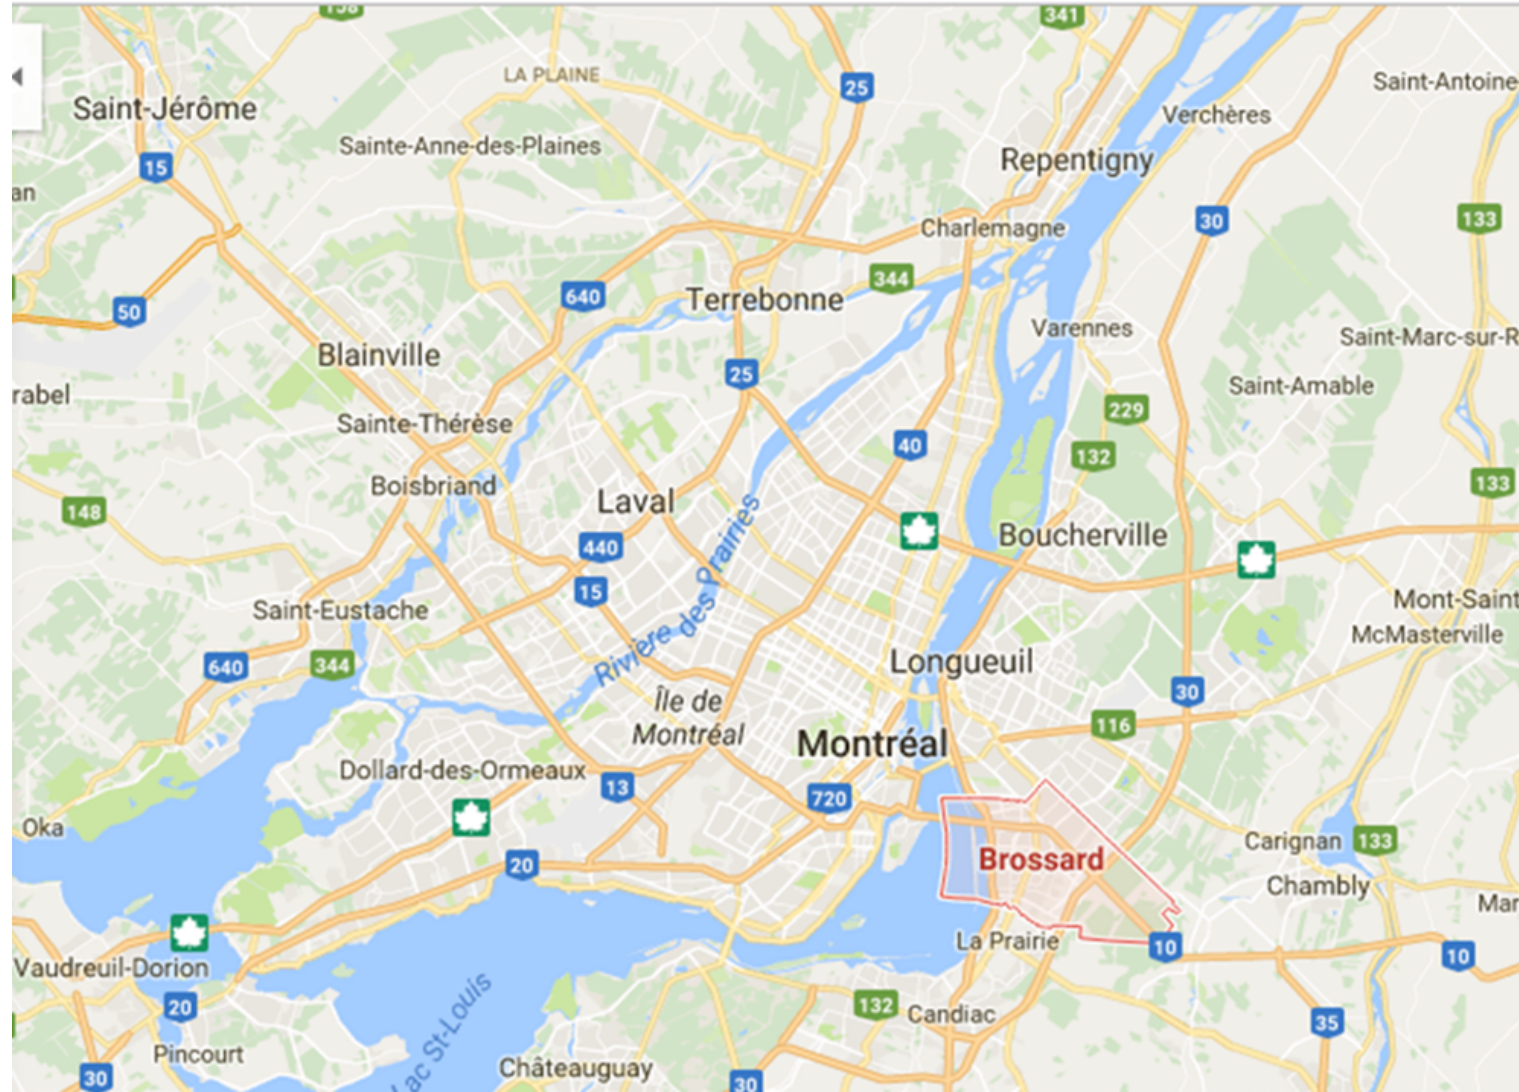 158
341
LA PLAINE
25
Saint-Antoine
Saint-Jérôme
Verchères
Sainte-Anne-des-Plaines
Repentigny
15
an
30
133
Charlemagne
344
640
Terrebonne
50
Varennes
Saint-Marc-sur-R
Blainville
25
Saint-Amable
rabel
229
Sainte-Thérèse
40
132
Boisbriand
133
Laval
148
Boucherville
440
Rivière des Prairies
15
Mont-Saint
Saint-Eustache
McMasterville
Longueuil
640
344
30
Île de
Montréal
116
Montréal
Dollard-des-Ormeaux
13
720
Oka
Carignan
133
Brossard
20
Chambly
Mar
La Prairie
10
10
Vaudreuil-Dorion
20
132
Candiac
35
Lac St-Louis
Pincourt
Châteauguay
30
30